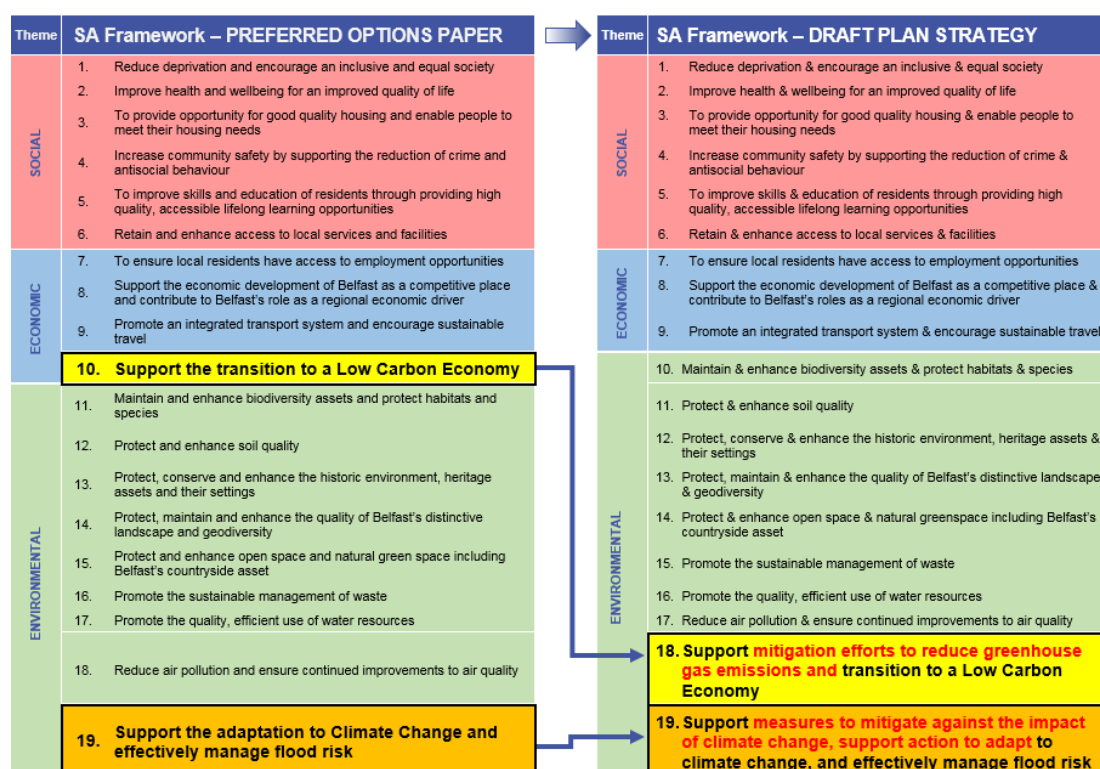 Theme SA Framework – PREFERRED OPTIONS PAPER
SOCIAL
1. Reduce deprivation and encourage an inclusive and equal society
2. Improve health and wellbeing for an improved quality of life
3. To provide opportunity for good quality housing and enable people to
meet their housing needs
4. Increase community safety by supporting the reduction of crime and
antisocial behaviour
5. To improve skills and education of residents through providing high
quality, accessible lifelong learning opportunities
6. Retain and enhance access to local services and facilities
ECONOMIC
7. To ensure local residents have access to employment opportunities
8. Support the economic development of Belfast as a competitive place
and contribute to Belfast's role as a regional economic driver
9. Promote an integrated transport system and encourage sustainable
travel
10. Support the transition to a Low Carbon Economy
ENVIRONMENTAL
11. Maintain and enhance biodiversity assets and protect habitats and
species
12. Protect and enhance soil quality
13. Protect, conserve and enhance the historic environment, heritage
assets and their settings
14. Protect, maintain and enhance the quality of Belfast's distinctive
landscape and geodiversity
15. Protect and enhance open space and natural green space including
Belfast's countryside asset
16. Promote the sustainable management of waste
17. Promote the quality, efficient use of water resources
18. Reduce air pollution and ensure continued improvements to air quality
19. Support the adaptation to Climate Change and
effectively manage flood risk
Theme SA Framework – DRAFT PLAN STRATEGY
SOCIAL
1. Reduce deprivation & encourage an inclusive & equal society
2. Improve health & wellbeing for an improved quality of life
3. To provide opportunity for good quality housing & enable people to
meet their housing needs
4. Increase community safety by supporting the reduction of crime &
antisocial behaviour
5. To improve skills & education of residents through providing high
quality, accessible lifelong learning opportunities
6. Retain & enhance access to local services & facilities
ECONOMIC
7. To ensure local residents have access to employment opportunities
8. Support the economic development of Belfast as a competitive place &
contribute to Belfast's roles as a regional economic driver
9. Promote an integrated transport system & encourage sustainable travel
ENVIRONMENTAL
10. Maintain & enhance biodiversity assets & protect habitats & species
11. Protect & enhance soil quality
12. Protect, conserve & enhance the historic environment, heritage assets &
their settings
13. Protect, maintain & enhance the quality of Belfast's distinctive landscape
& geodiversity
14. Protect & enhance open space & natural greenspace including Belfast's
countryside asset
15. Promote the sustainable management of waste
16. Promote the quality, efficient use of water resources
17. Reduce air pollution & ensure continued improvements to air quality
18. Support mitigation efforts to reduce greenhouse
gas emissions and transition to a Low Carbon
Economy
19. Support measures to mitigate against the impact
of climate change, support action to adapt to
climate change, and effectively manage flood risk